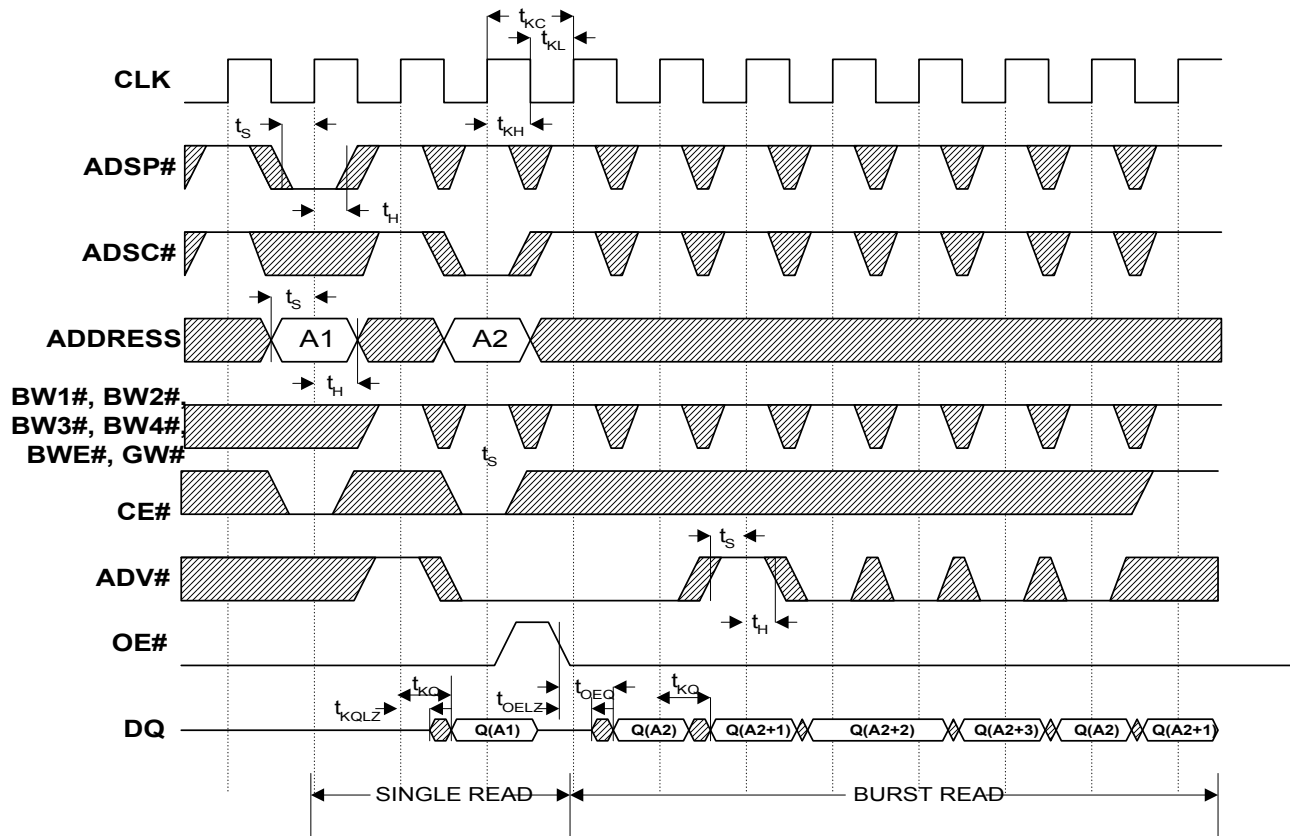 tKC
tKL
CLK
tS
tKH
ADSP#
tH
ADSC#
tS
ADDRESS
A1
A2
tH
BW1#, BW2#,
BW3#, BW4#,
BWE#, GW#
tS
CE#
tS
ADV#
tH
OE#
tKQ
tOEQ
tKQ
tKQLZ
tOELZ
DQ
Q(A1)
Q(A2)
Q(A2+1)
Q(A2+2)
Q(A2+3)
Q(A2)
Q(A2+1)
SINGLE READ
BURST READ